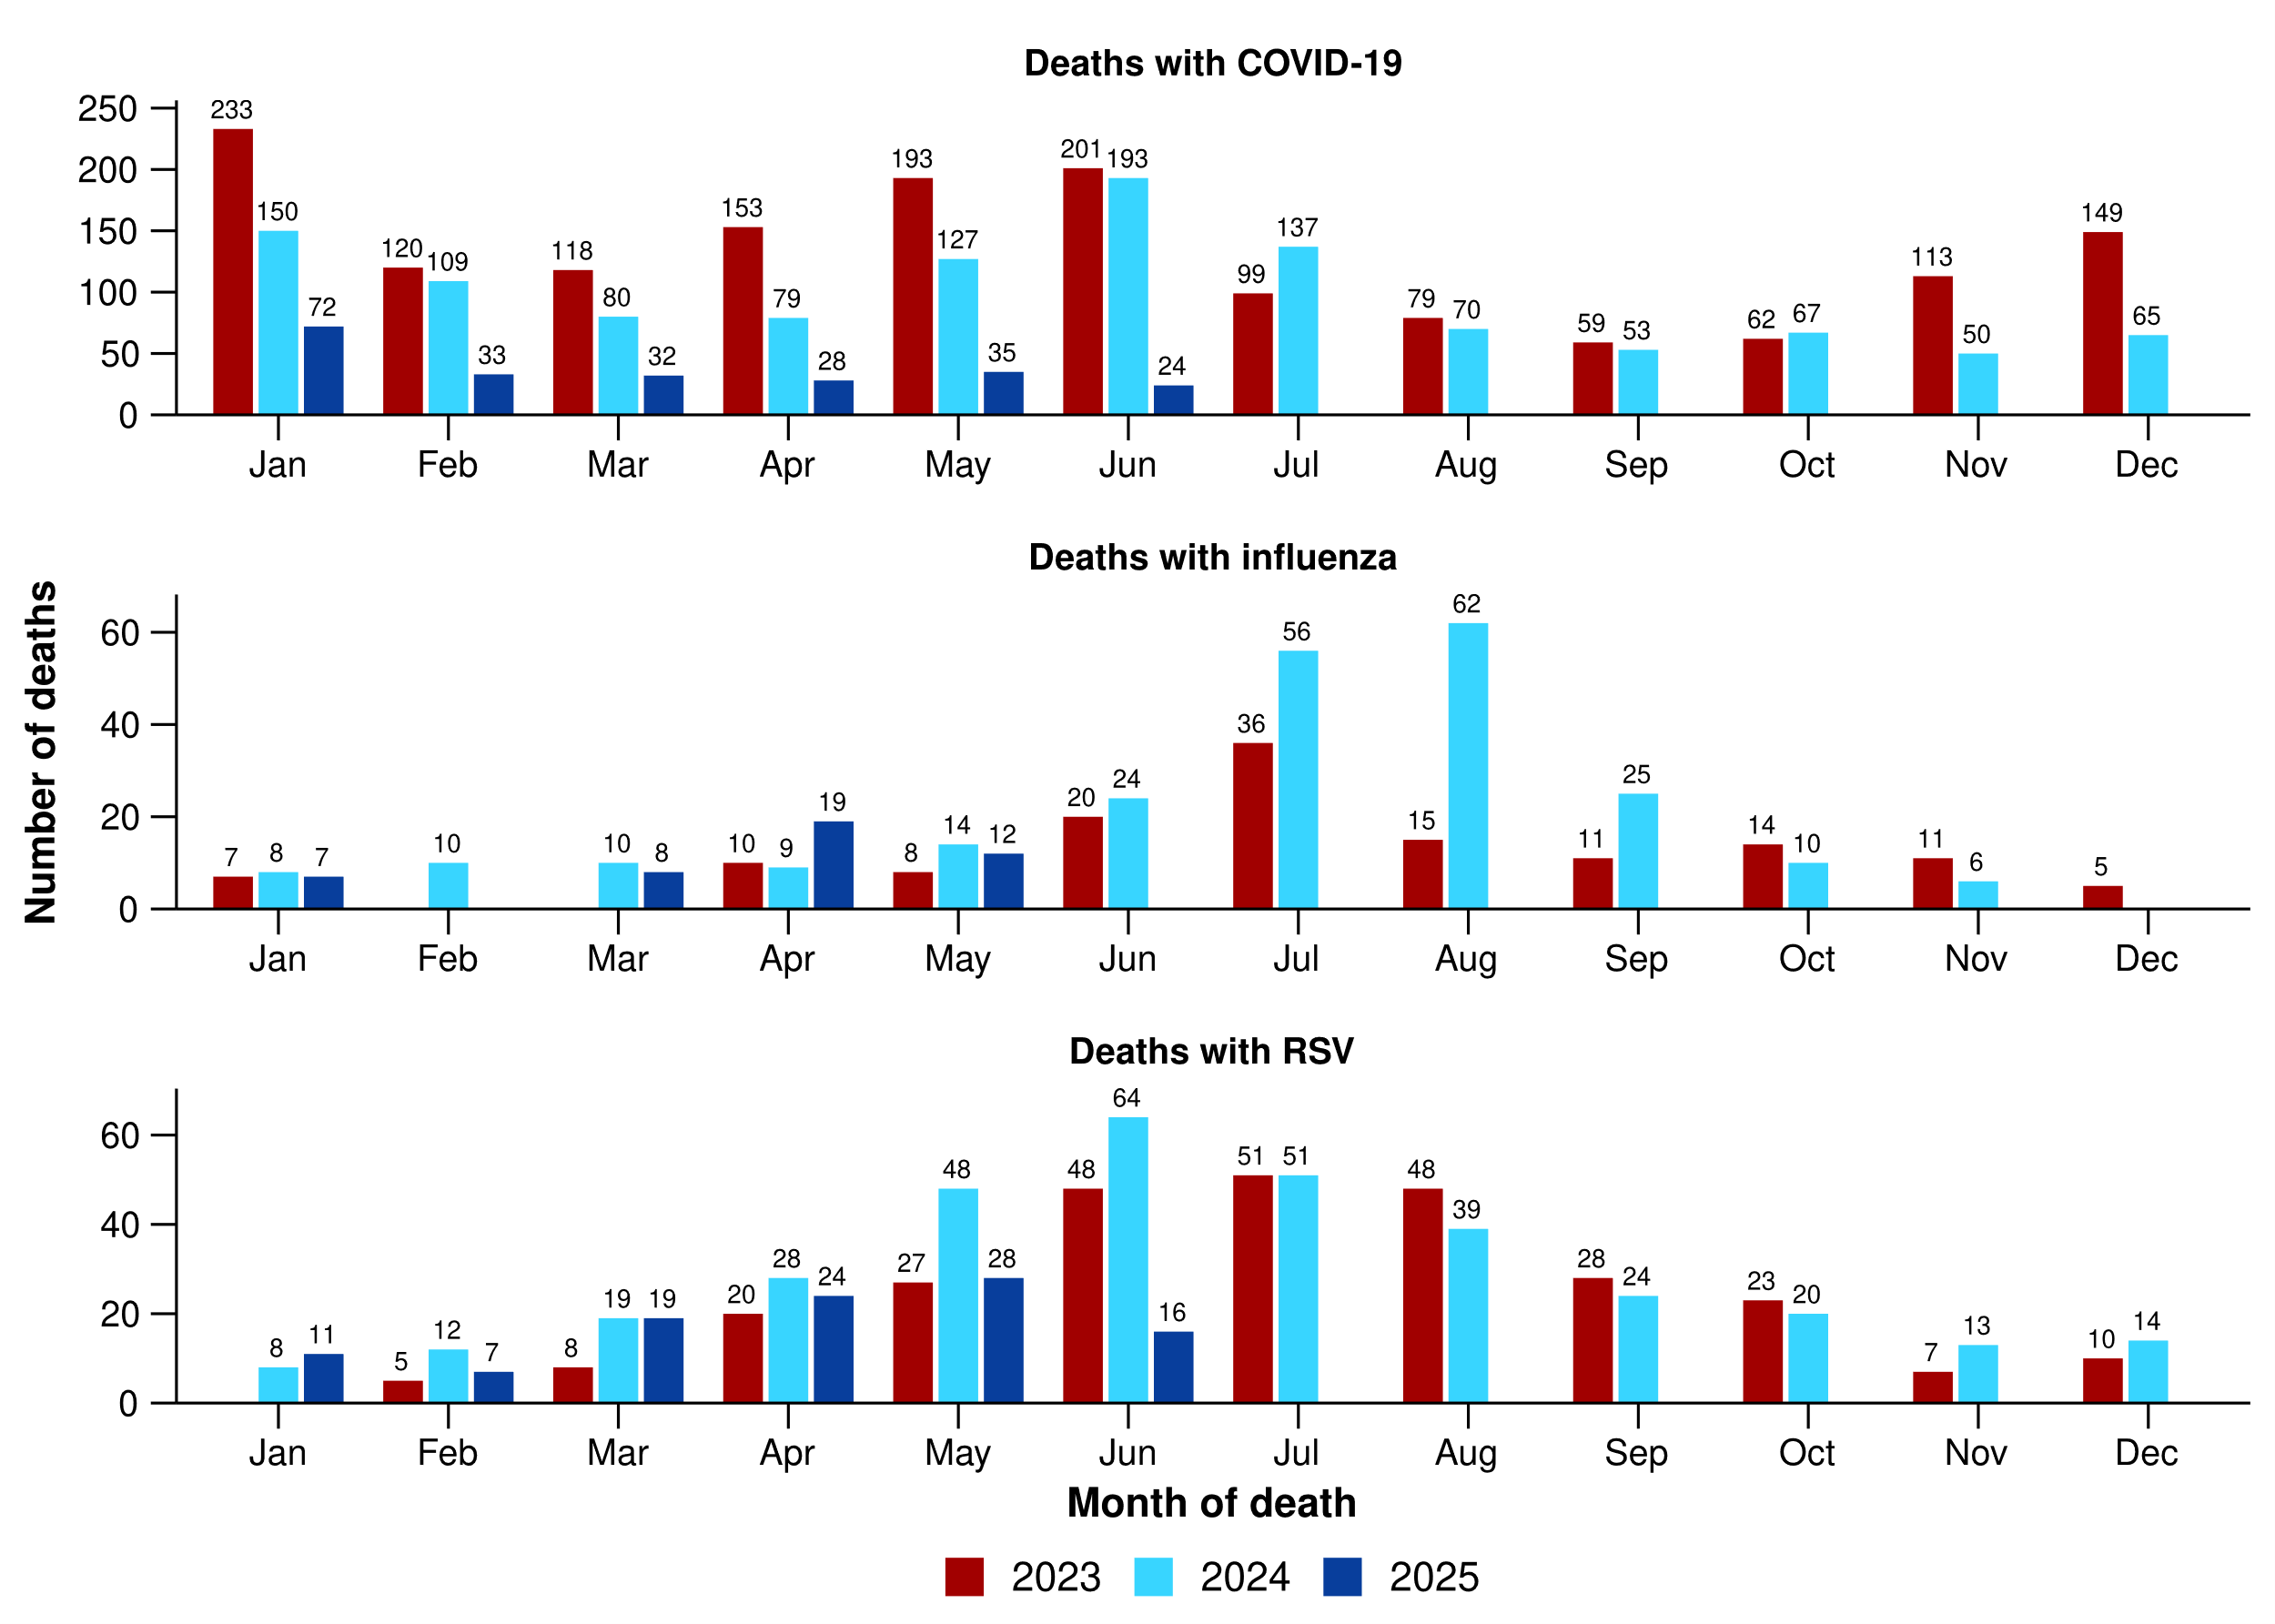 Deaths with COVID-19
250
200
150
100
50
0
233 150 72 120 109 33 118 80 32 153 79 28 193 127 35 201 193 24 99 137 79 70 59 53 62 67 113 50 149 65
Jan Feb Mar Apr May Jun Jul Aug Sep Oct Nov Dec
Number of deaths
Deaths with influenza
60
40
20
0
7 8 7 10 10 8 10 9 19 8 14 12 20 24 36 56 15 62 11 25 14 10 11 6 5
Jan Feb Mar Apr May Jun Jul Aug Sep Oct Nov Dec
Deaths with RSV
60
40
20
0
8 11 5 12 7 8 19 19 20 28 24 27 48 28 48 64 16 51 51 48 39 28 24 23 20 7 13 10 14
Jan Feb Mar Apr May Jun Jul Aug Sep Oct Nov Dec
Month of death
2023 2024 2025